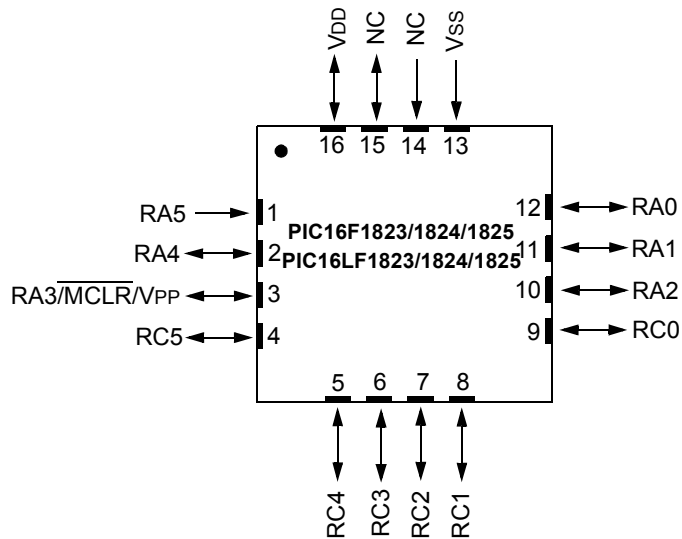 VDD
NC
NC
VSS
16
15
14
13
RA5
1
RA4
2
RA3/MCLR/VPP
3
RC5
4
PIC16F1823/1824/1825
PIC16LF1823/1824/1825
12
RA0
11
RA1
10
RA2
9
RC0
5
6
7
8
RC4
RC3
RC2
RC1